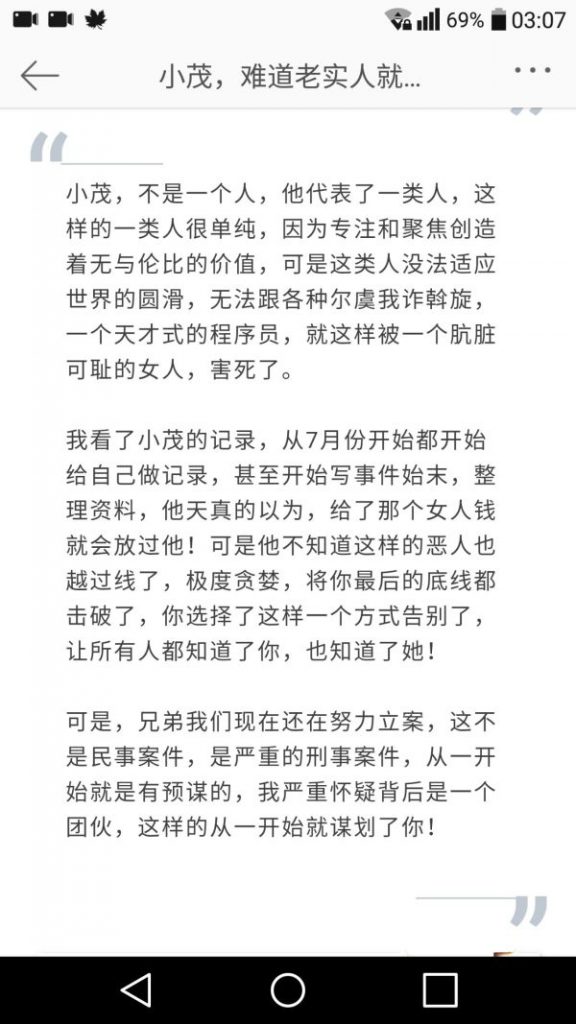 69% 03:07
小茂，难道老实人就...
“
小茂，不是一个人，他代表了一类人，这
样的一类人很单纯，因为专注和聚焦创造
着无与伦比的价值，可是这类人没法适应
世界的圆滑，无法跟各种尔虞我诈斡旋，
一个天才式的程序员，就这样被一个肮脏
可耻的女人，害死了。
我看了小茂的记录，从7月份开始都开始
给自己做记录，甚至开始写事件始末，整
理资料，他天真的以为，给了那个女人钱
就会放过他！可是他不知道这样的恶人也
越过线了，极度贪婪，将你最后的底线都
击破了，你选择了这样一个方式告别了，
让所有人都知道了你，也知道了她！
可是，兄弟我们现在还在努力立案，这不
是民事案件，是严重的刑事案件，从一开
始就是有预谋的，我严重怀疑背后是一个
团伙，这样的从一开始就谋划了你！
”